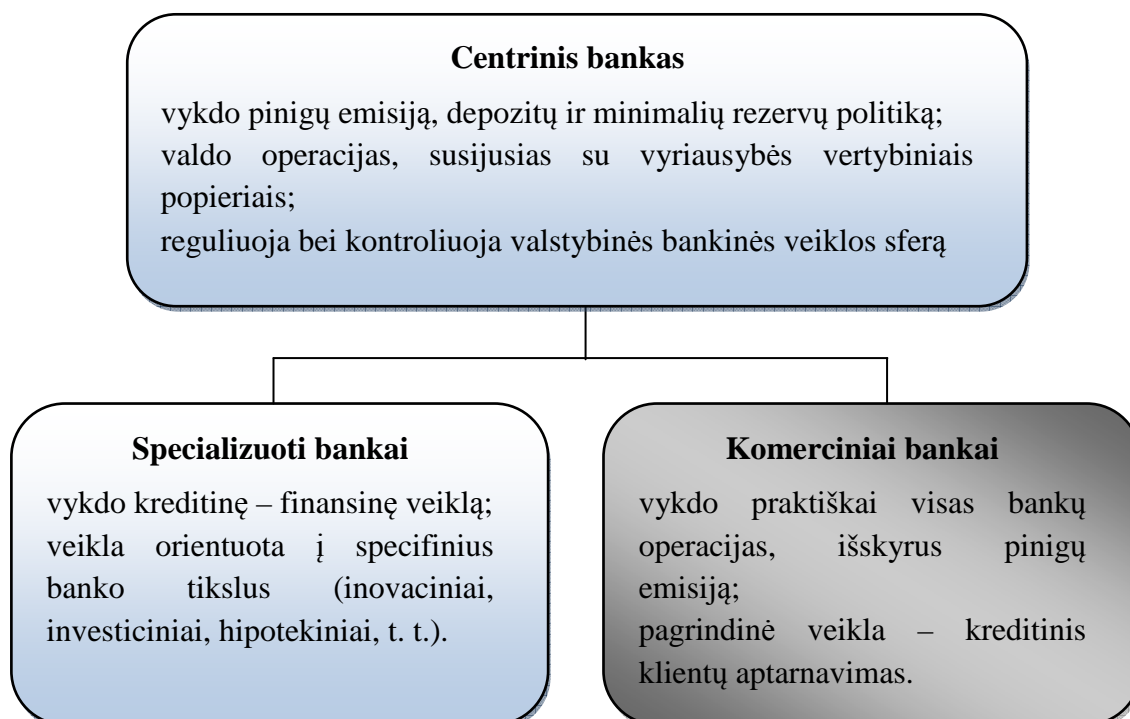 Centrinis bankas
vykdo pinigų emisiją, depozitų ir minimalių rezervų politiką;
valdo operacijas, susijusias su vyriausybės vertybiniais
popieriais;
reguliuoja bei kontroliuoja valstybinės bankinės veiklos sferą
Specializuoti bankai
vykdo kreditinę – finansinę veiklą;
veikla orientuota į specifinius
banko tikslus (inovaciniai,
investiciniai, hipotekiniai, t. t.).
Komerciniai bankai
vykdo praktiškai visas bankų
operacijas, išskyrus pinigų
emisiją;
pagrindinė veikla – kreditinis
klientų aptarnavimas.